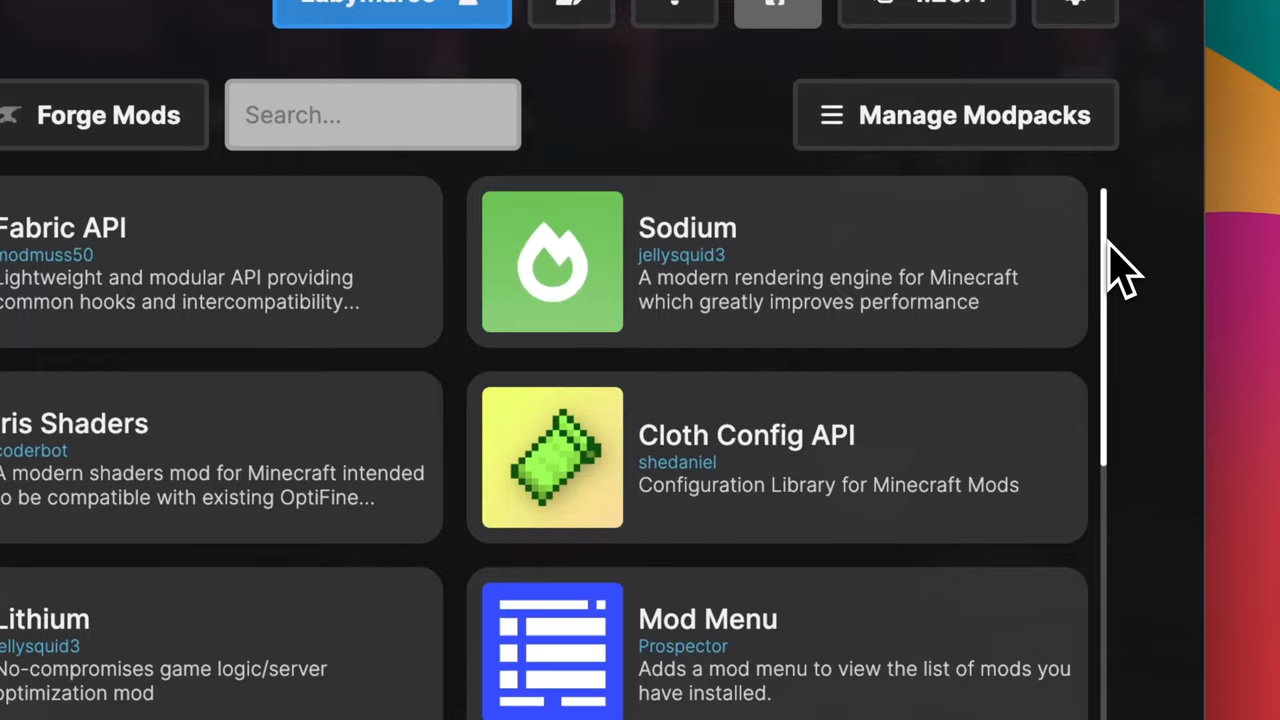 Forge Mods
Search...
Manage Modpacks
Fabric API
modmuss50
Lightweight and modular API providing
common hooks and intercompatibility...
Sodium
jellysquid3
A modern rendering engine for Minecraft
which greatly improves performance
ris Shaders
coderbot
A modern shaders mod for Minecraft intended
to be compatible with existing OptiFine...
Cloth Config API
shedaniel
Configuration Library for Minecraft Mods
Lithium
ellysquid3
No-compromises game logic/server
optimization mod
Mod Menu
Prospector
Adds a mod menu to view the list of mods you
have installed.